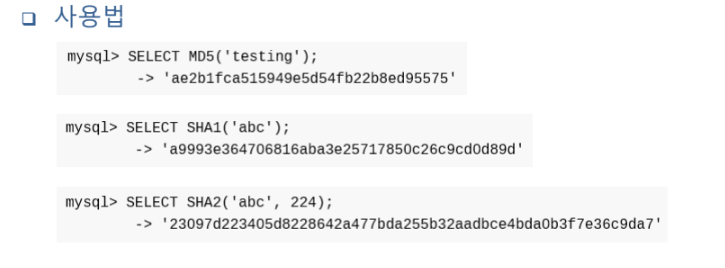 ❑ 사용법
mysql> SELECT MD5('testing');
-> 'ae2b1fca515949e5d54fb22b8ed95575'
mysql> SELECT SHA1('abc');
-> 'a9993e364706816aba3e25717850c26c9cd0d89d'
mysql> SELECT SHA2('abc', 224);
-> '23097d223405d8228642a477bda255b32aadbce4bda0b3f7e36c9da7'